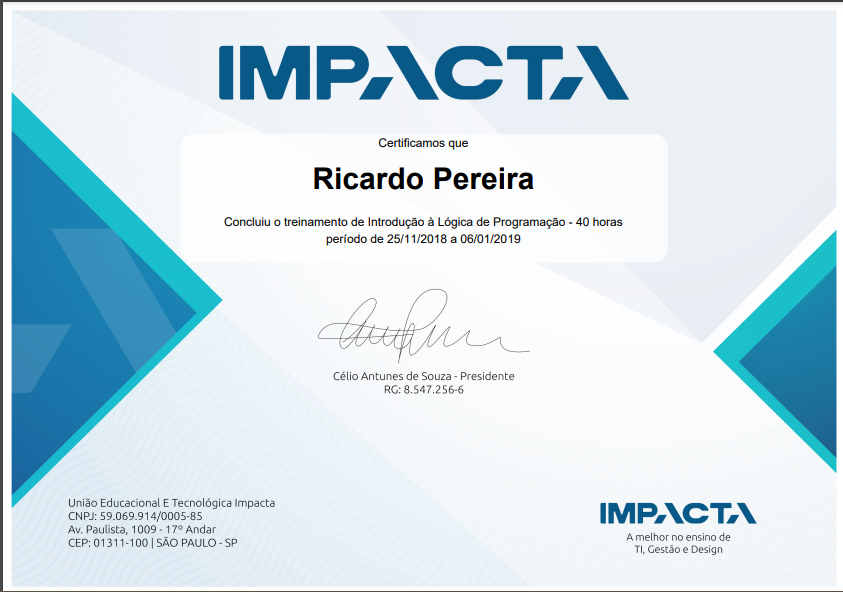 IMPACTA
Certificamos que
Ricardo Pereira
Concluiu o treinamento de Introdução à Lógica de Programação - 40 horas
período de 25/11/2018 a 06/01/2019
Célio Antunes de Souza - Presidente
RG: 8.547.256-6
União Educacional E Tecnológica Impacta
CNPJ: 59.069.914/0005-85
Av. Paulista, 1009 - 17º Andar
CEP: 01311-100 | SÃO PAULO - SP
IMPACTA
A melhor no ensino de
TI, Gestão e Design